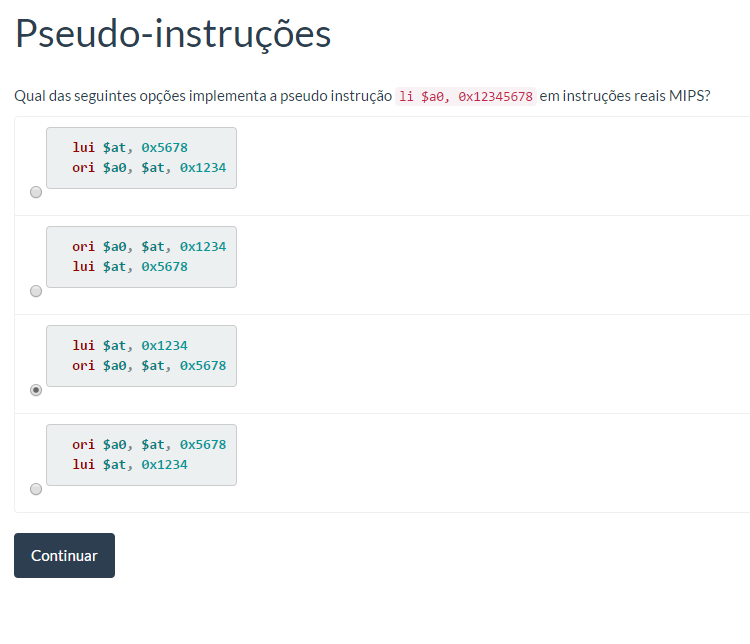 Pseudo-instruções
Qual das seguintes opções implementa a pseudo instrução li $a0, 0x12345678 em instruções reais MIPS?
lui $at, 0x5678
ori $a0, $at, 0x1234
ori $a0, $at, 0x1234
lui $at, 0x5678
lui $at, 0x1234
ori $a0, $at, 0x5678
ori $a0, $at, 0x5678
lui $at, 0x1234
Continuar